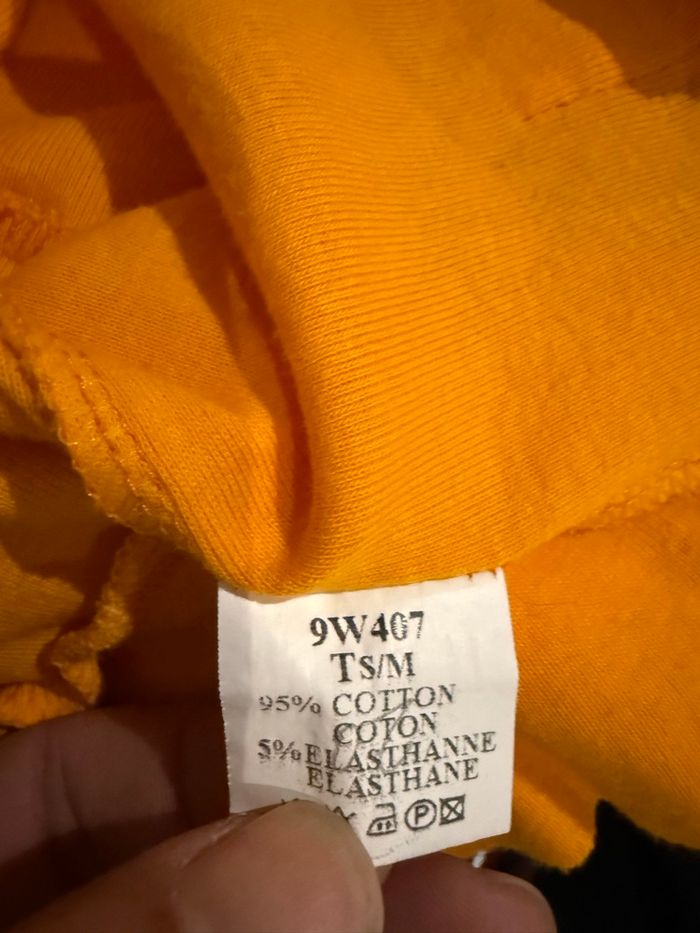 9W407
TS/M
95% COTTON
COTON
5% ELASTHANNE
ELASTHANE
P